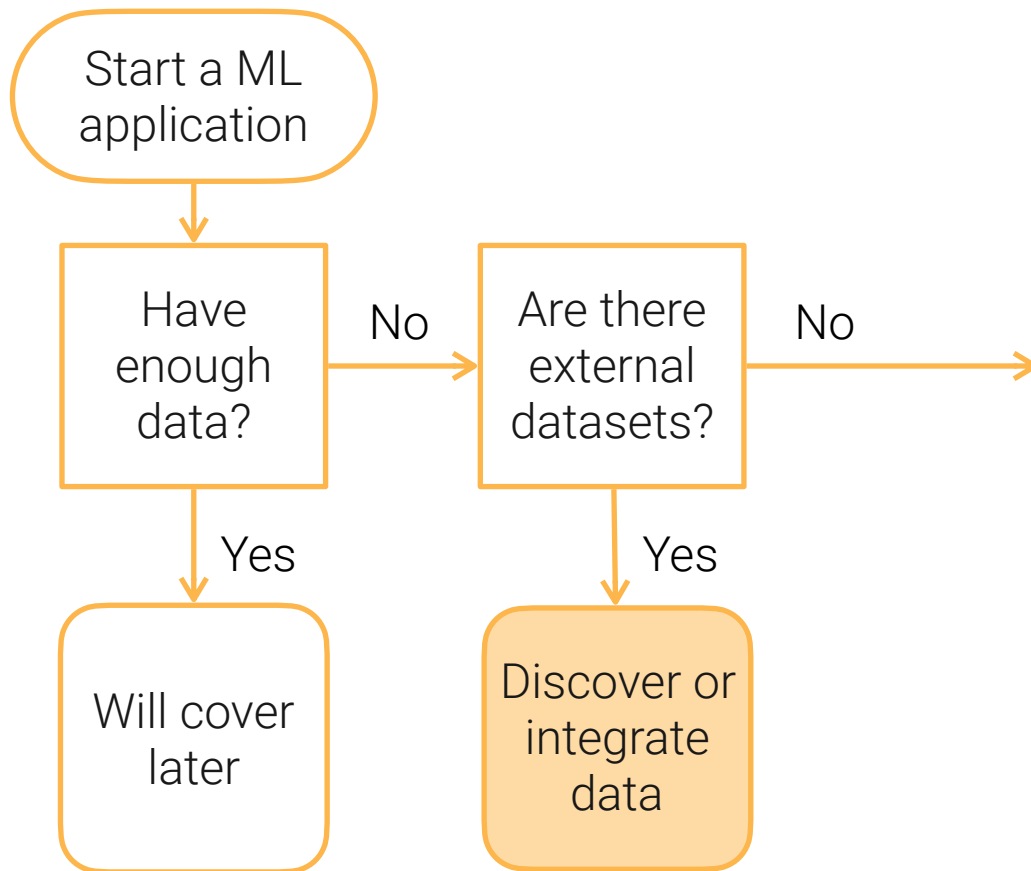 Start a ML
application
Have
enough
data?
No
Are there
external
datasets?
No
Yes
Yes
Will cover
later
Discover or
integrate
data